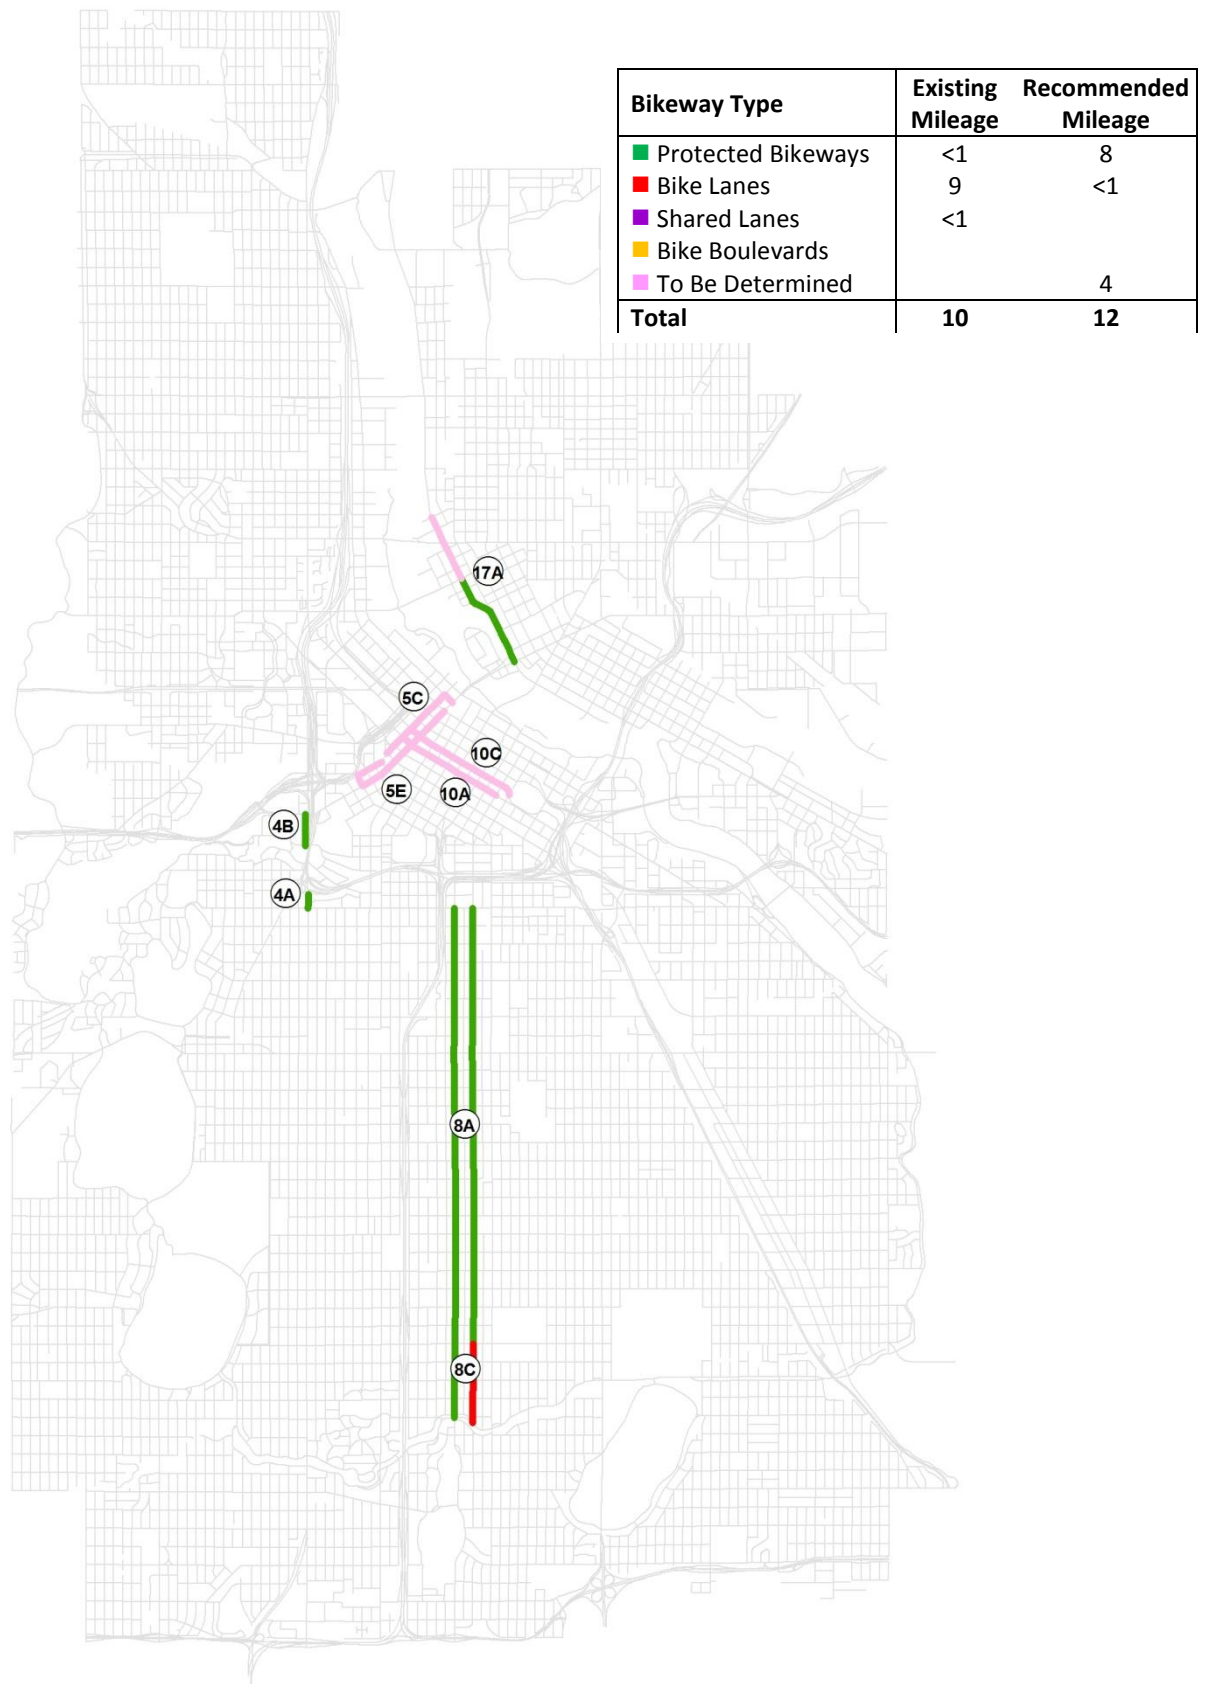 Bikeway Type Existing Mileage Recommended Mileage
Protected Bikeways <1 8
Bike Lanes 9 <1
Shared Lanes <1
Bike Boulevards
To Be Determined 4
Total 10 12
17A
5C
10C
5E
10A
4B
4A
8A
8C